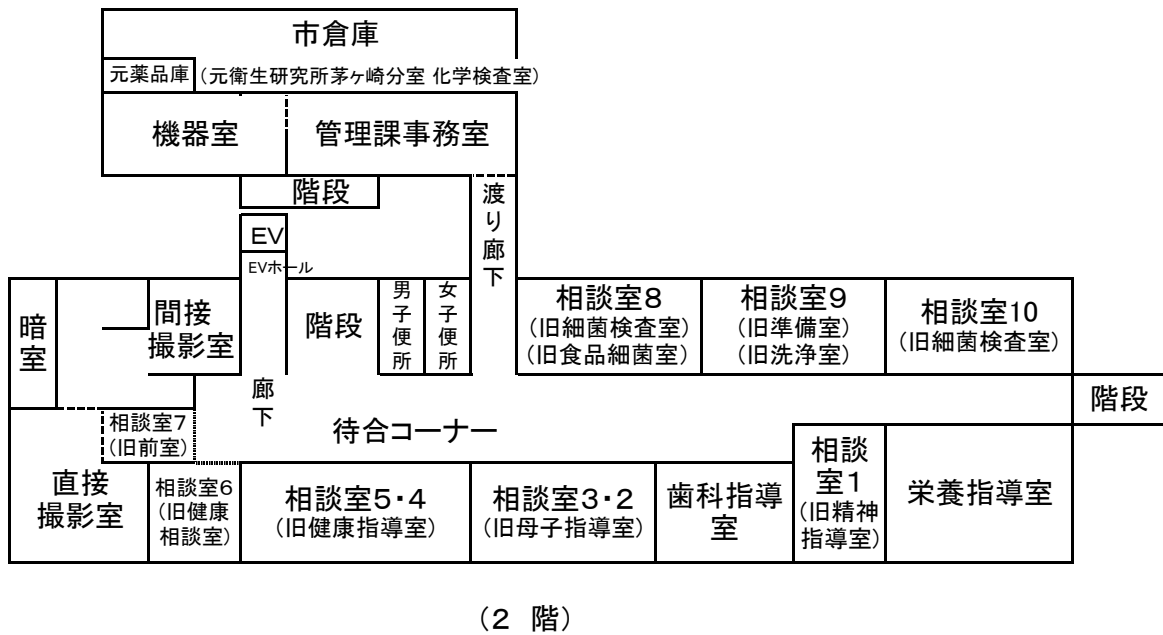 市倉庫
元薬品庫
(元衛生研究所茅ヶ崎分室 化学検査室)
機器室
管理課事務室
階段
渡り廊下
EV
EVホール
暗室
間接
撮影室
階段
男子便所
女子便所
相談室8
(旧細菌検査室)
(旧食品細菌室)
相談室9
(旧準備室)
(旧洗浄室)
相談室10
(旧細菌検査室)
階段
廊下
待合コーナー
相談室7
(旧前室)
直接
撮影室
相談室6
(旧健康
相談室)
相談室5・4
(旧健康指導室)
相談室3・2
(旧母子指導室)
歯科指導
室
相談
室1
(旧精神
指導室)
栄養指導室
(2 階)